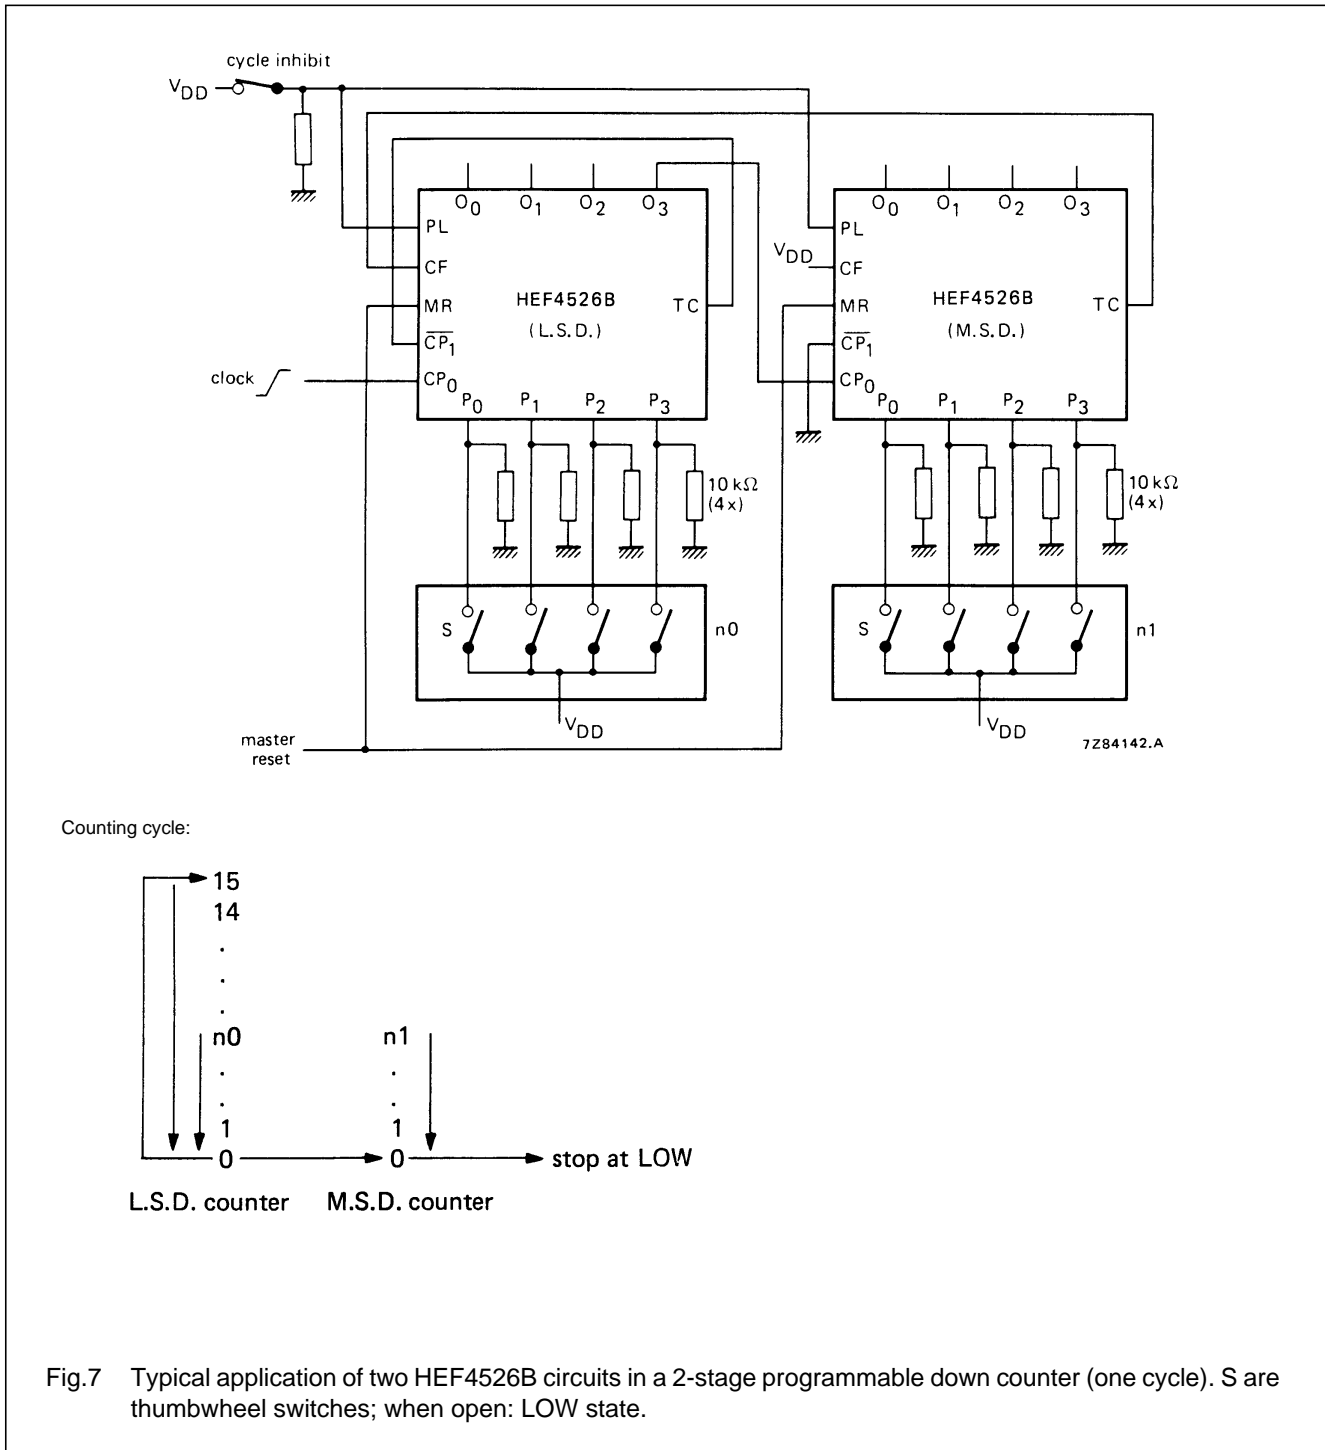 cycle inhibit
VDD
O0 O1 O2 O3
PL
CF
MR
CP1
CP0
HEF4526B
(L.S.D.)
TC
P0 P1 P2 P3
clock
10 kΩ
(4x)
S
n0
VDD
O0 O1 O2 O3
PL
VDD
CF
MR
CP1
CP0
HEF4526B
(M.S.D.)
TC
P0 P1 P2 P3
10 kΩ
(4x)
S
n1
VDD
master
reset
7Z84142.A
Counting cycle:
15
14
.
.
.
n0 n1
. .
. .
1 1
0 0 stop at LOW
L.S.D. counter M.S.D. counter
Fig.7 Typical application of two HEF4526B circuits in a 2-stage programmable down counter (one cycle). S are
thumbwheel switches; when open: LOW state.